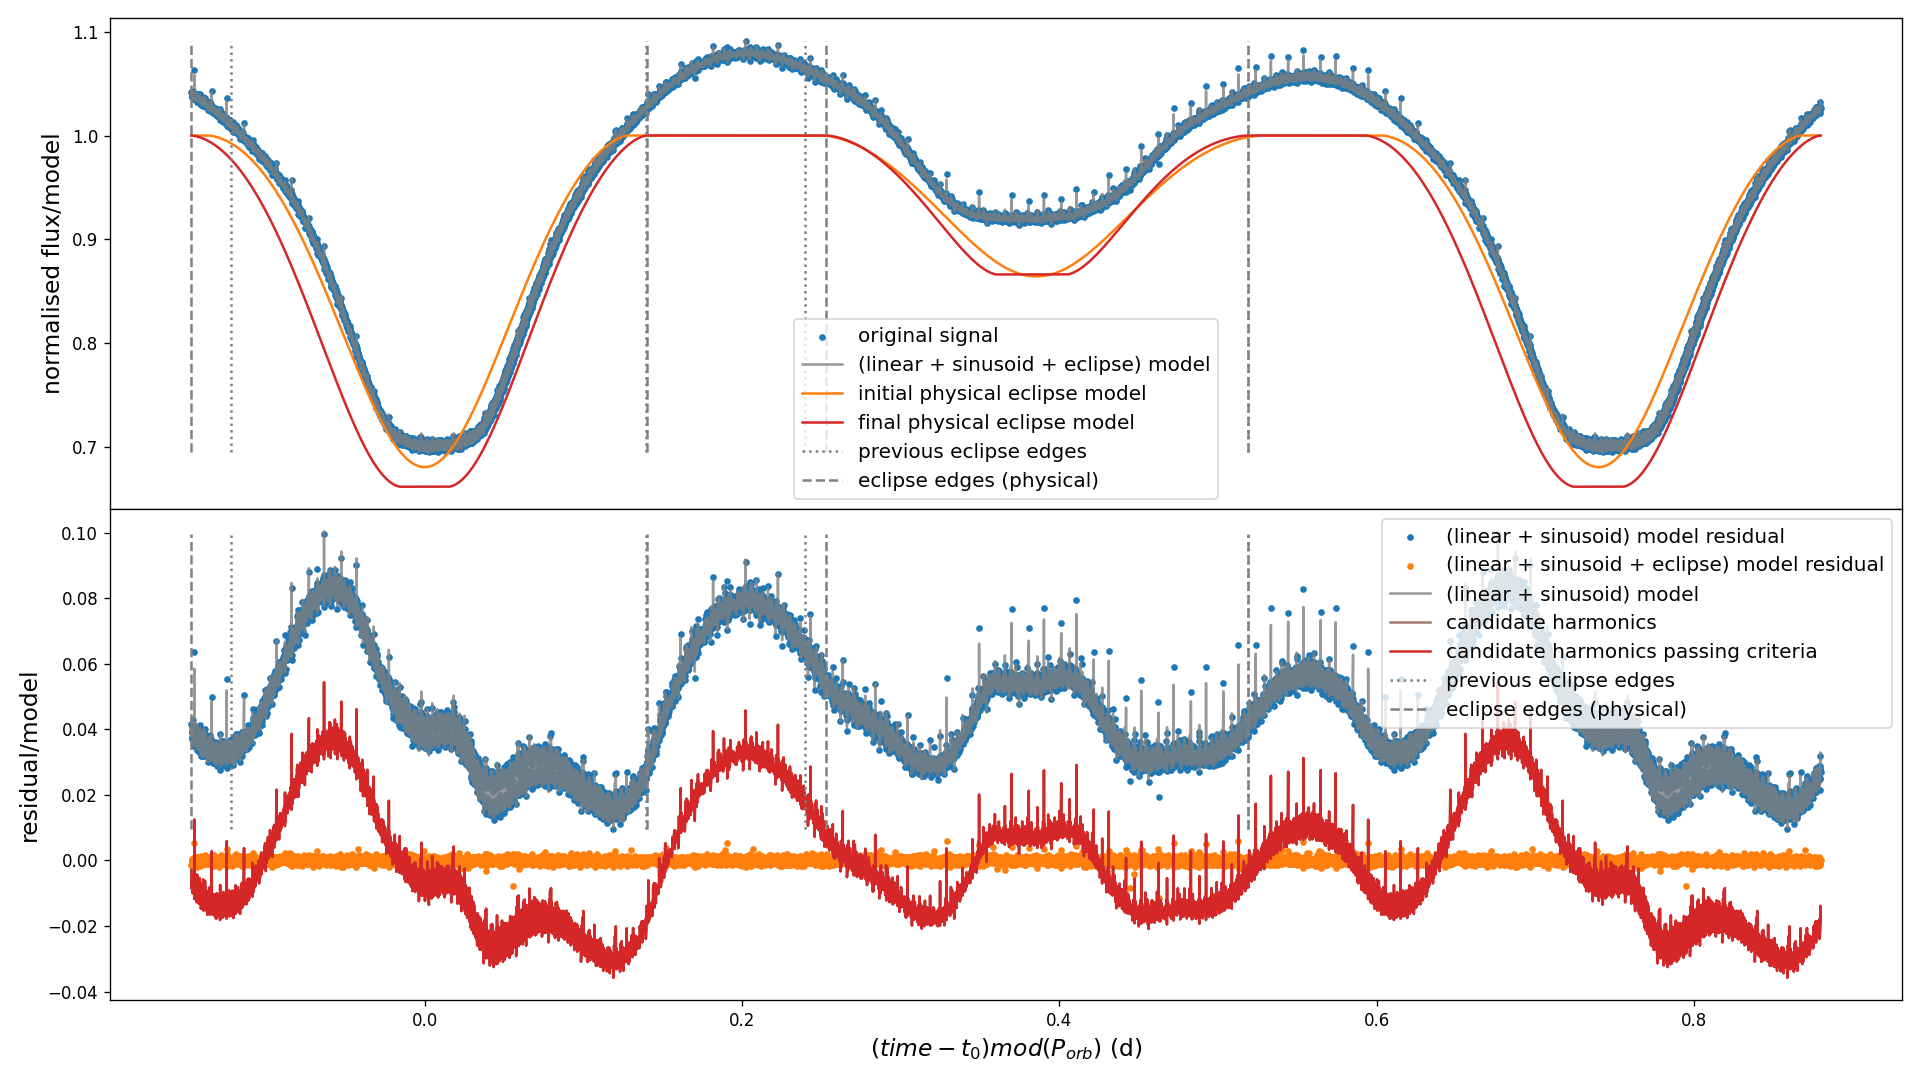 normalised flux/model
1.1
1.0
0.9
0.8
0.7
original signal
(linear + sinusoid + eclipse) model
initial physical eclipse model
final physical eclipse model
previous eclipse edges
eclipse edges (physical)
residual/model
0.10
0.08
0.06
0.04
0.02
0.00
−0.02
−0.04
(linear + sinusoid) model residual
(linear + sinusoid + eclipse) model residual
(linear + sinusoid) model
candidate harmonics
candidate harmonics passing criteria
previous eclipse edges
eclipse edges (physical)
0.0 0.2 0.4 0.6 0.8
(time − t₀)mod(Pₒᵣb) (d)